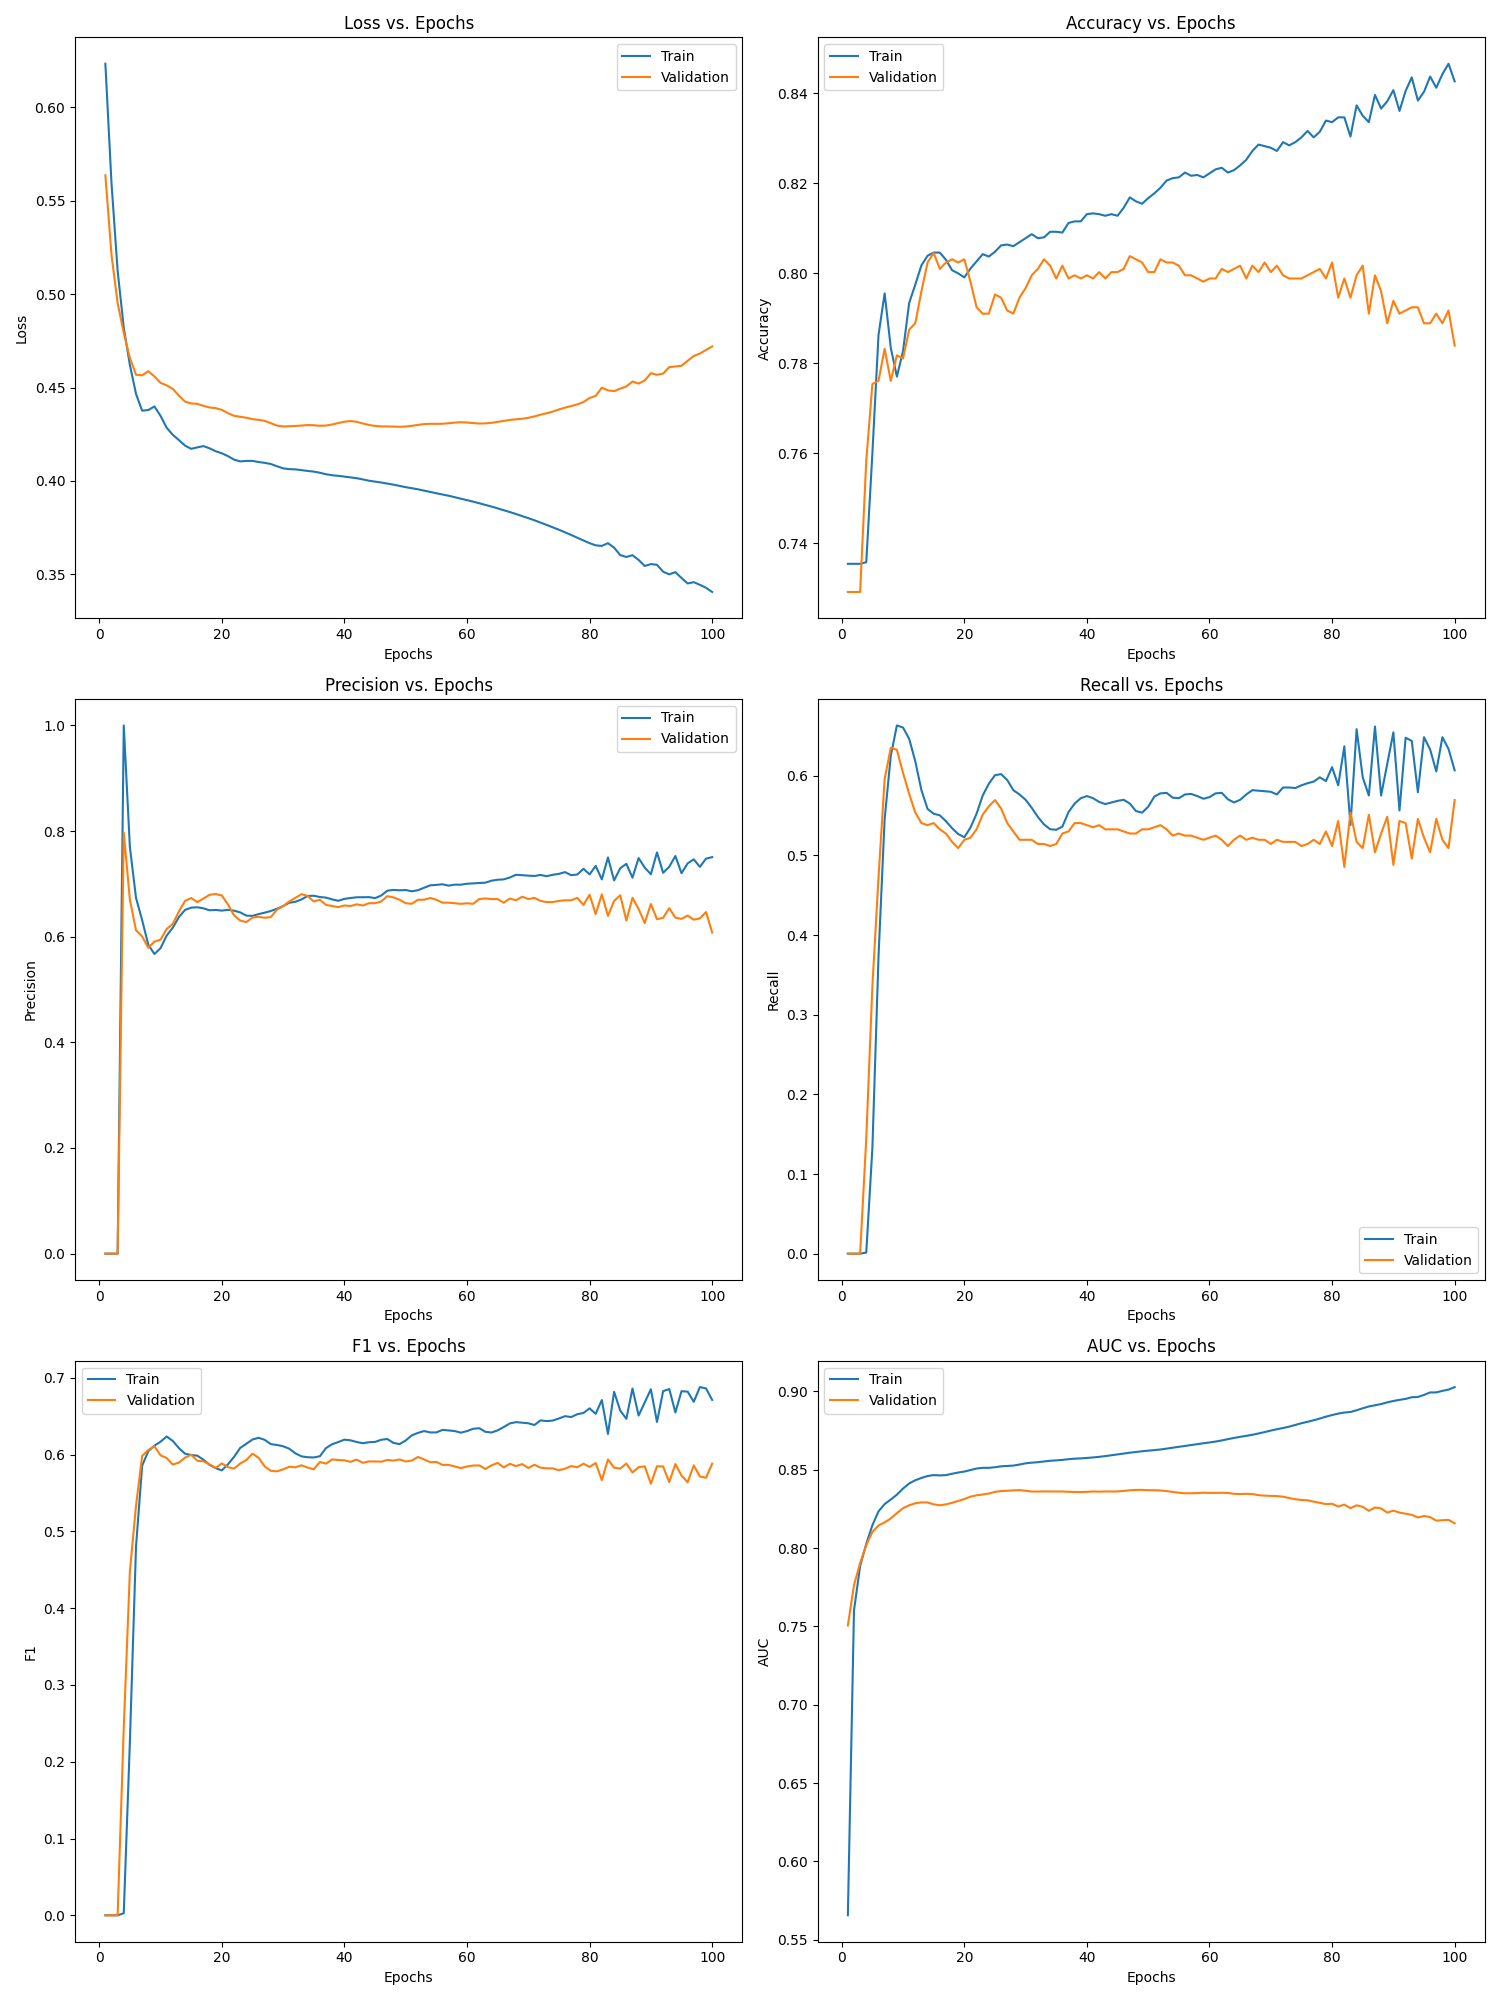 Loss vs. Epochs
Train
Validation
0.60
0.55
0.50
0.45
0.40
0.35
Loss
0 20 40 60 80 100
Epochs
Accuracy vs. Epochs
Train
Validation
0.84
0.82
0.80
0.78
0.76
0.74
Accuracy
0 20 40 60 80 100
Epochs
Precision vs. Epochs
Train
Validation
1.0
0.8
0.6
0.4
0.2
0.0
Precision
0 20 40 60 80 100
Epochs
Recall vs. Epochs
0.6
0.5
0.4
0.3
0.2
0.1
0.0
Recall
Train
Validation
0 20 40 60 80 100
Epochs
F1 vs. Epochs
Train
Validation
0.7
0.6
0.5
0.4
0.3
0.2
0.1
0.0
F1
0 20 40 60 80 100
Epochs
AUC vs. Epochs
Train
Validation
0.90
0.85
0.80
0.75
0.70
0.65
0.60
0.55
AUC
0 20 40 60 80 100
Epochs